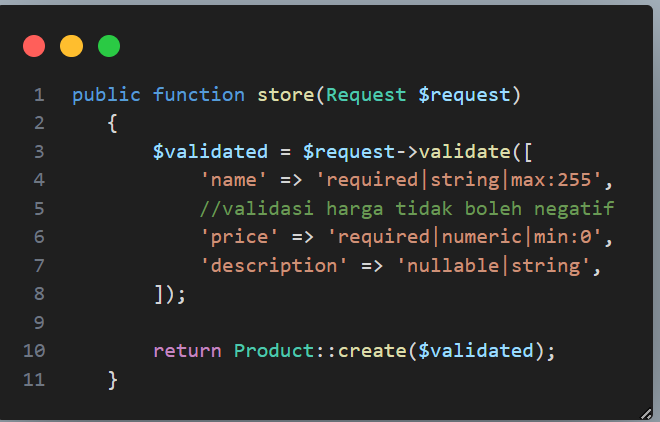 1 public function store(Request $request)
2 {
3 $validated = $request->validate([
4 'name' => 'required|string|max:255',
5 //validasi harga tidak boleh negatif
6 'price' => 'required|numeric|min:0',
7 'description' => 'nullable|string',
8 ]);
9
10 return Product::create($validated);
11 }